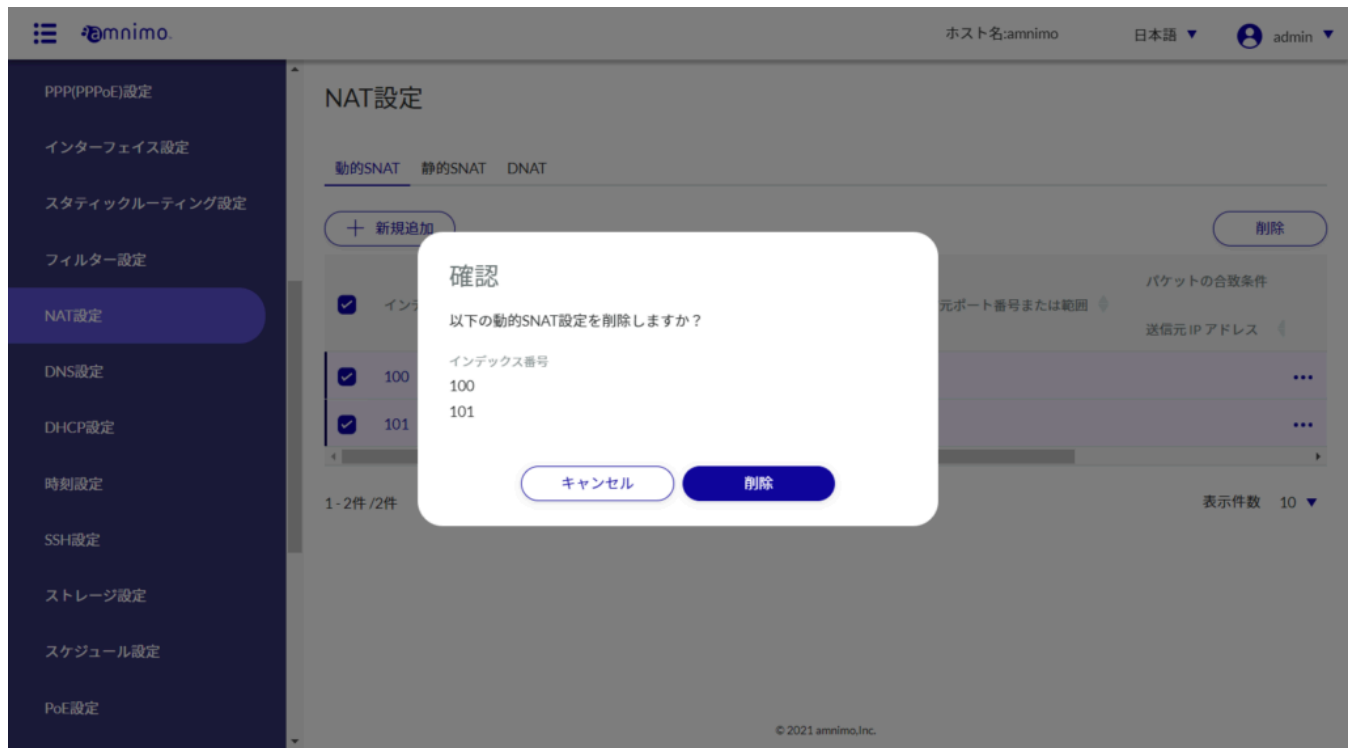 amnimo.
ホスト名:amnimo
日本語 ▼
admin ▼
PPP(PPPoE)設定
インターフェイス設定
スタティックルーティング設定
フィルター設定
NAT設定
DNS設定
DHCP設定
時刻設定
SSH設定
ストレージ設定
スケジュール設定
PoE設定
NAT設定
動的SNAT 静的SNAT DNAT
+ 新規追加
削除
インデ
元ポート番号または範囲
パケットの合致条件
送信元 IP アドレス
100
101
確認
以下の動的SNAT設定を削除しますか？
インデックス番号
100
101
キャンセル 削除
1 - 2件 /2件
表示件数 10 ▼
© 2021 amnimo,Inc.